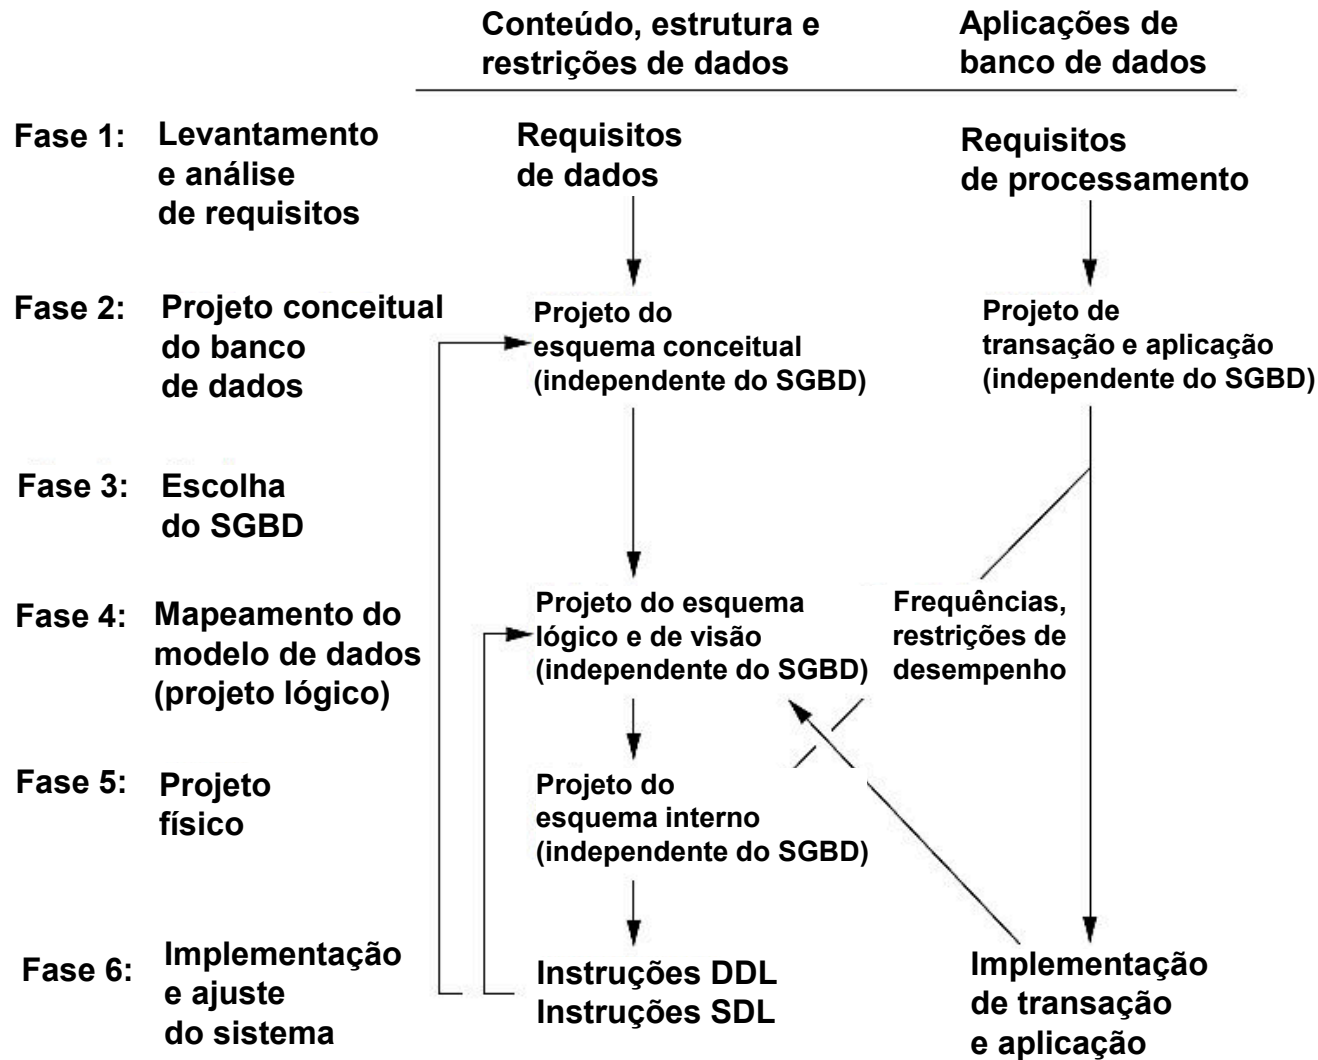 Conteúdo, estrutura e
restrições de dados
Aplicações de
banco de dados
Fase 1:
Levantamento
e análise
de requisitos
Requisitos
de dados
Requisitos
de processamento
Fase 2:
Projeto conceitual
do banco
de dados
Projeto do
esquema conceitual
(independente do SGBD)
Projeto de
transação e aplicação
(independente do SGBD)
Fase 3:
Escolha
do SGBD
Fase 4:
Mapeamento do
modelo de dados
(projeto lógico)
Projeto do esquema
lógico e de visão
(independente do SGBD)
Frequências,
restrições de
desempenho
Fase 5:
Projeto
físico
Projeto do
esquema interno
(independente do SGBD)
Fase 6:
Implementação
e ajuste
do sistema
Instruções DDL
Instruções SDL
Implementação
de transação
e aplicação